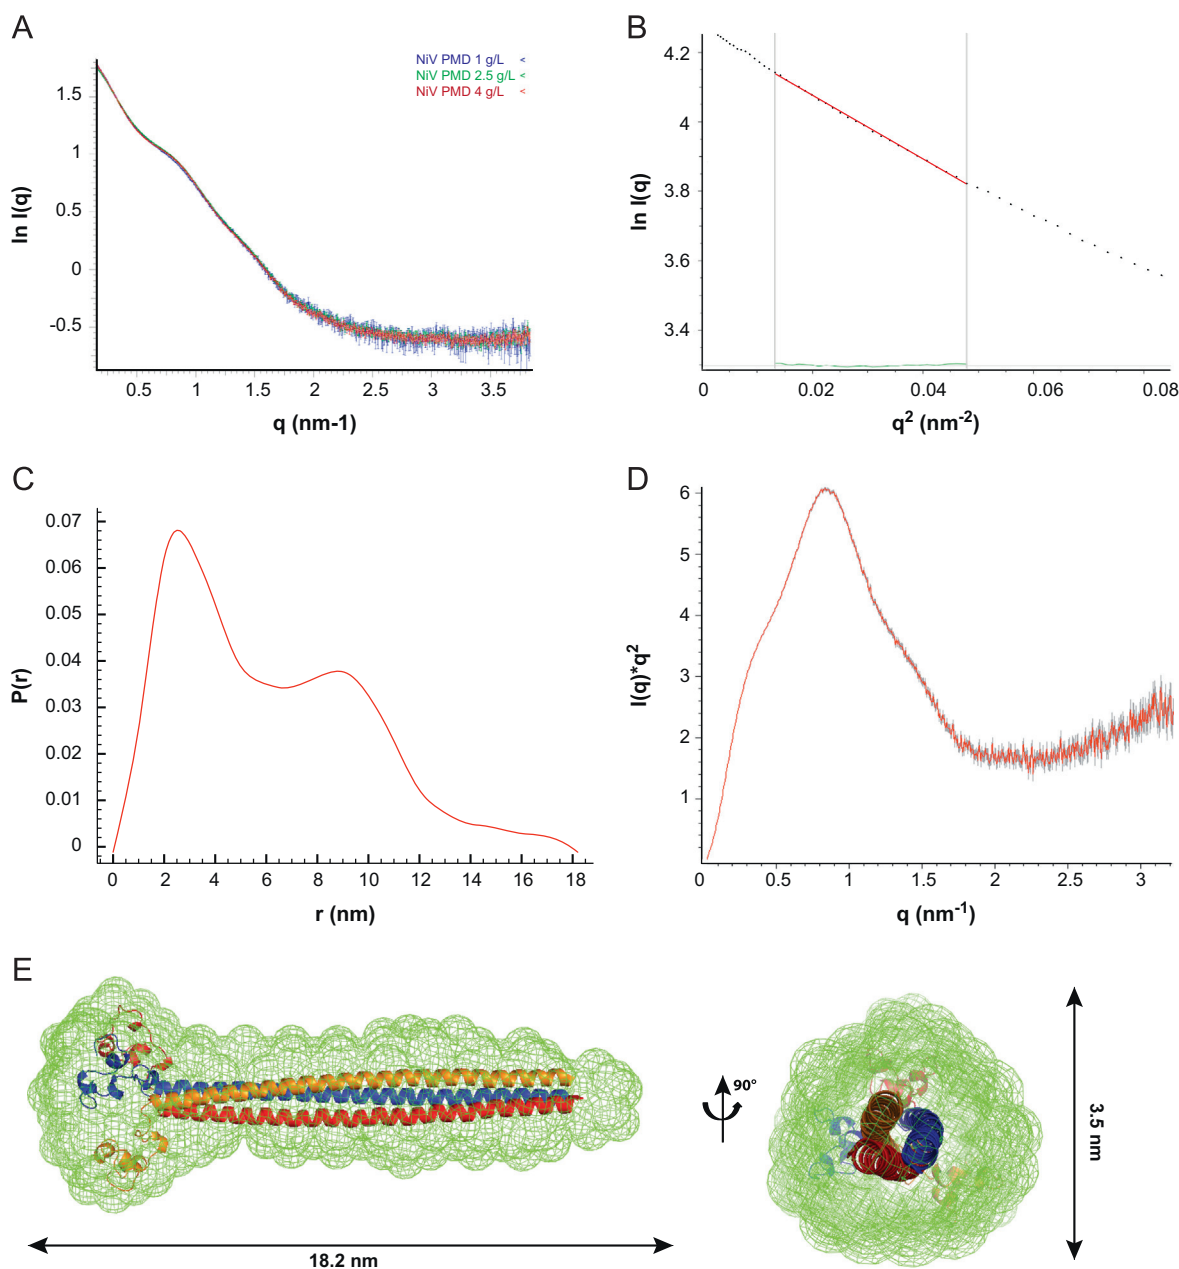 A
NiV PMD 1 g/L
NiV PMD 2.5 g/L
NiV PMD 4 g/L
1.5
1
0.5
0
-0.5
ln I(q)
0.5 1 1.5 2 2.5 3 3.5
q (nm-1)
B
4.2
4
3.8
3.6
3.4
ln I(q)
0 0.02 0.04 0.06 0.08
q² (nm⁻²)
C
0.07
0.06
0.05
0.04
0.03
0.02
0.01
0
P(r)
0 2 4 6 8 10 12 14 16 18
r (nm)
D
6
5
4
3
2
1
I(q)*q²
0 0.5 1 1.5 2 2.5 3
q (nm⁻¹)
E
18.2 nm
90°
3.5 nm